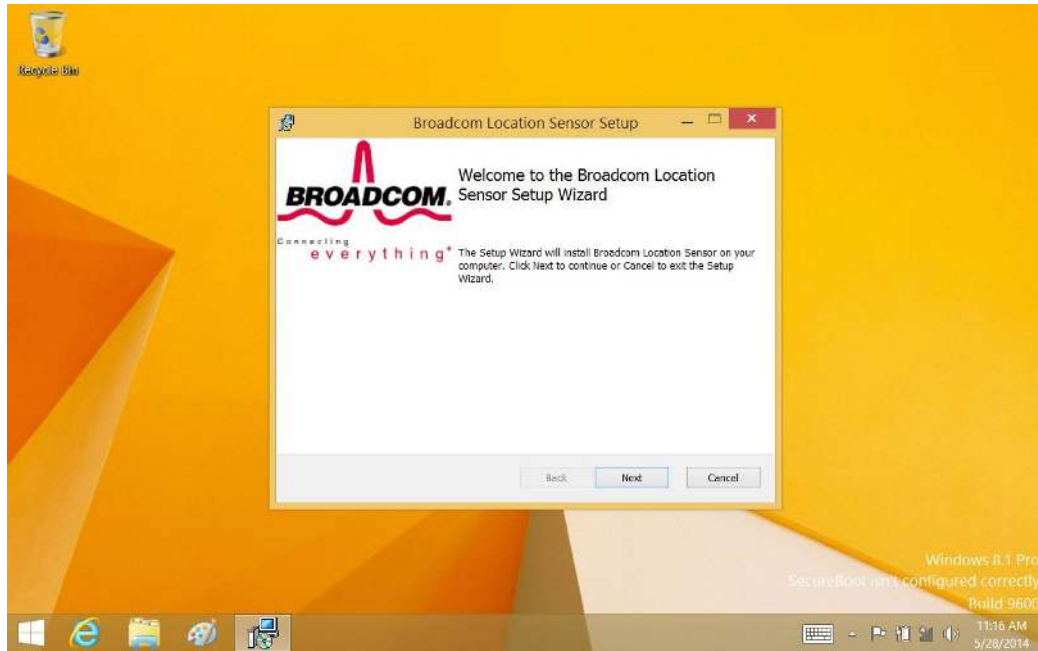 Recycle Bin
Broadcom Location Sensor Setup
BROADCOM.
Connecting
everything
Welcome to the Broadcom Location
Sensor Setup Wizard
The Setup Wizard will install Broadcom Location Sensor on your
computer. Click Next to continue or Cancel to exit the Setup
Wizard.
Back
Next
Cancel
Windows 8.1 Pro
SecureBoot isn't configured correctly
Build 9600
11:16 AM
5/28/2014